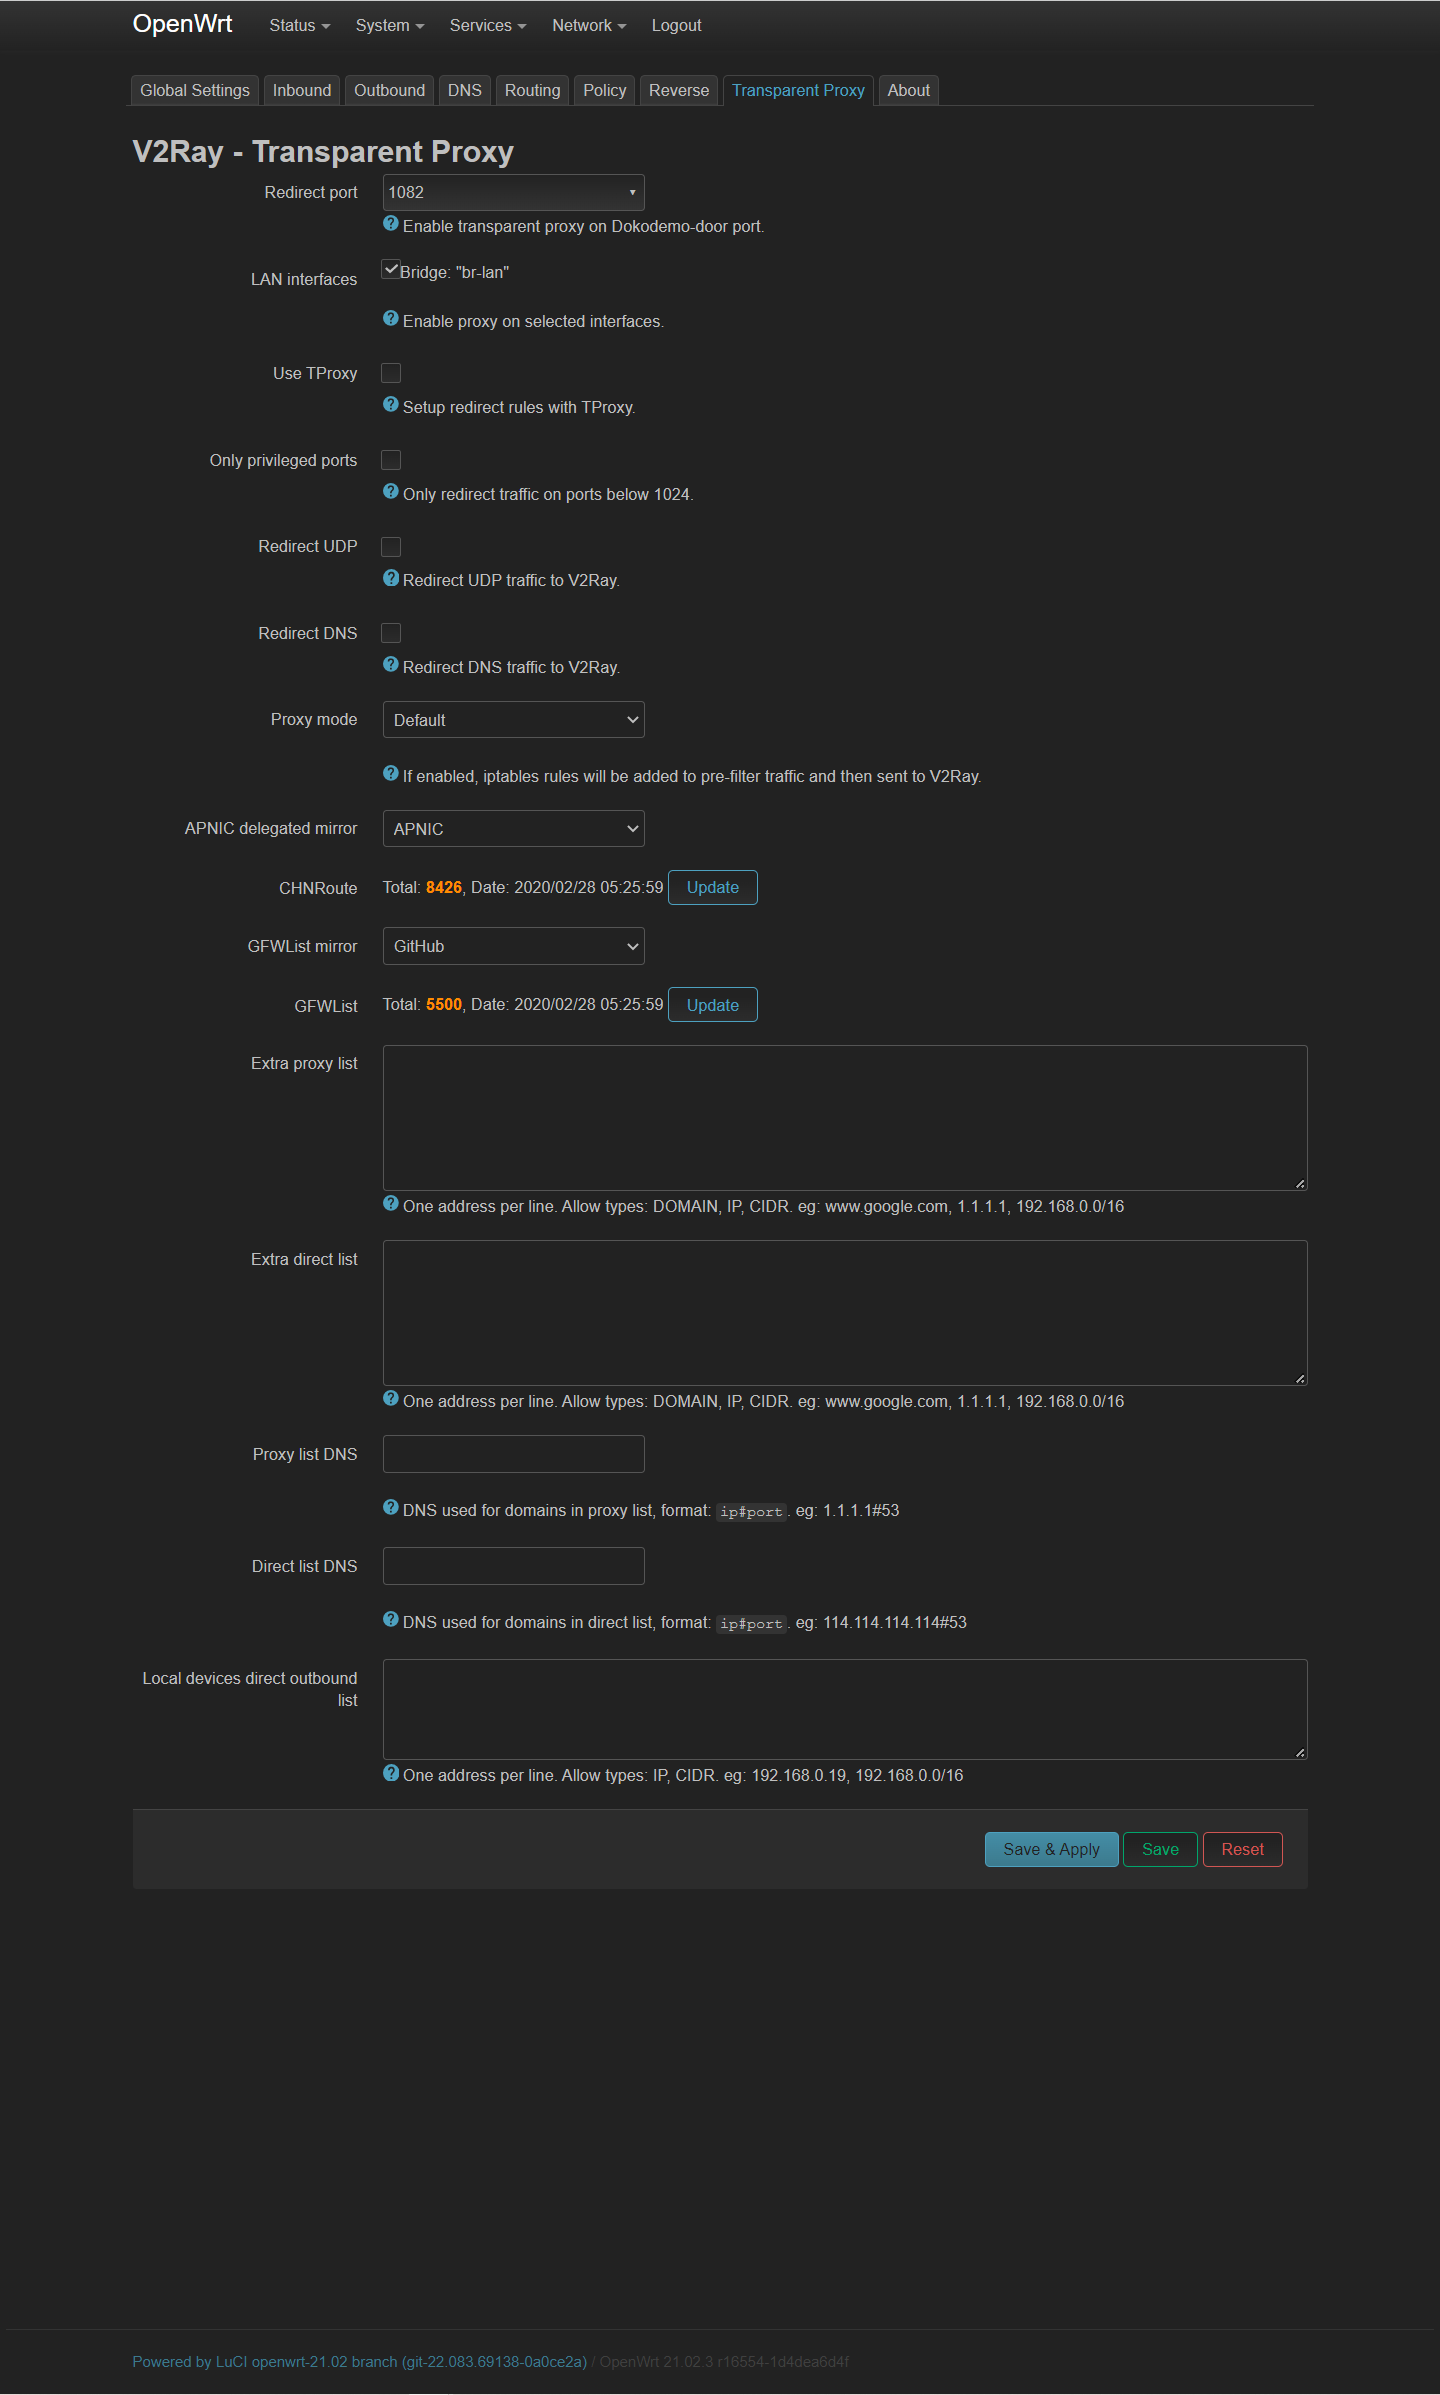 OpenWrt Status System Services Network Logout
Global Settings Inbound Outbound DNS Routing Policy Reverse Transparent Proxy About
V2Ray - Transparent Proxy
Redirect port 1082
Enable transparent proxy on Dokodemo-door port.
LAN interfaces Bridge: "br-lan"
Enable proxy on selected interfaces.
Use TProxy
Setup redirect rules with TProxy.
Only privileged ports
Only redirect traffic on ports below 1024.
Redirect UDP
Redirect UDP traffic to V2Ray.
Redirect DNS
Redirect DNS traffic to V2Ray.
Proxy mode Default
If enabled, iptables rules will be added to pre-filter traffic and then sent to V2Ray.
APNIC delegated mirror APNIC
CHNRoute Total: 8426, Date: 2020/02/28 05:25:59 Update
GFWList mirror GitHub
GFWList Total: 5500, Date: 2020/02/28 05:25:59 Update
Extra proxy list
One address per line. Allow types: DOMAIN, IP, CIDR. eg: www.google.com, 1.1.1.1, 192.168.0.0/16
Extra direct list
One address per line. Allow types: DOMAIN, IP, CIDR. eg: www.google.com, 1.1.1.1, 192.168.0.0/16
Proxy list DNS
DNS used for domains in proxy list, format: ip#port. eg: 1.1.1.1#53
Direct list DNS
DNS used for domains in direct list, format: ip#port. eg: 114.114.114.114#53
Local devices direct outbound
list
One address per line. Allow types: IP, CIDR. eg: 192.168.0.19, 192.168.0.0/16
Save & Apply Save Reset
Powered by LuCI openwrt-21.02 branch (git-22.083.69138-0a0ce2a) / OpenWrt 21.02.3 r16554-1d4dea6d4f